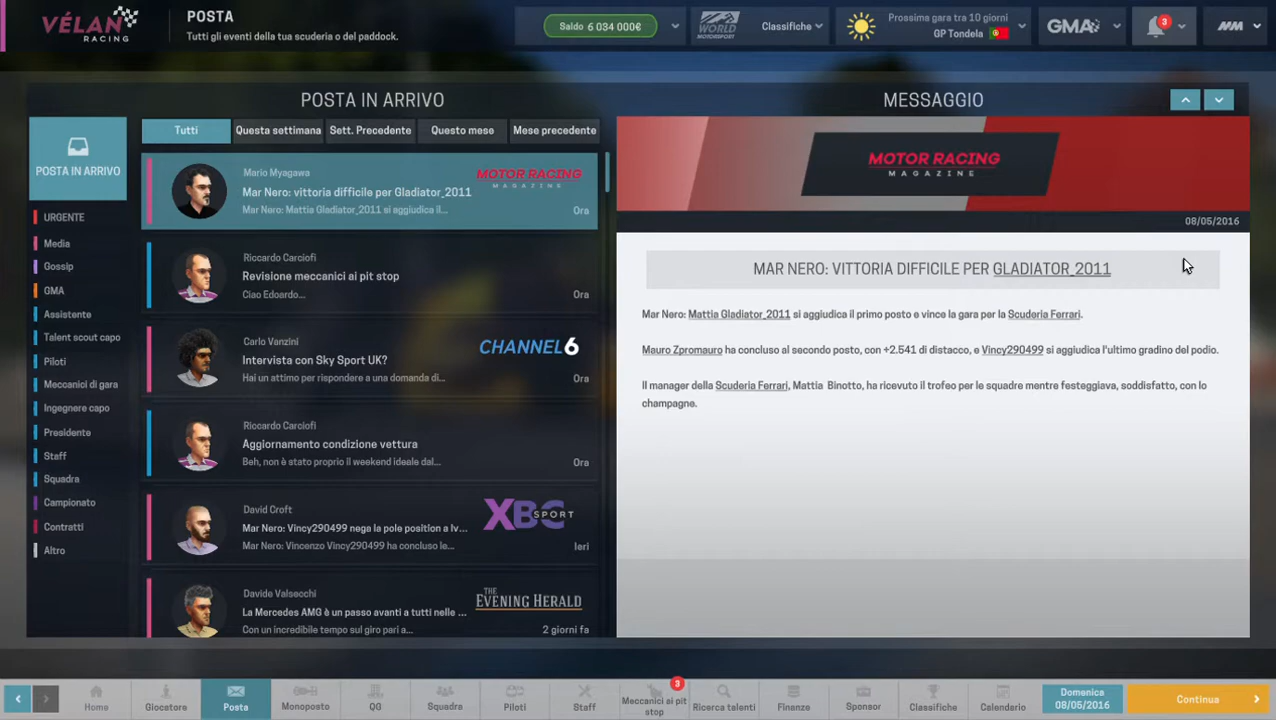 VÉLAN
RACING
POSTA
Tutti gli eventi della tua scuderia o del paddock.
Saldo 6 034 000€
WORLD
MOTORSPORT
Classifiche
Prossima gara tra 10 giorni
GP Tondela
GMA
3
POSTA IN ARRIVO
MESSAGGIO
POSTA IN ARRIVO
URGENTE
Media
Gossip
GMA
Assistente
Talent scout capo
Piloti
Meccanici di gara
Ingegnere capo
Presidente
Staff
Squadra
Campionato
Contratti
Altro
Tutti
Questa settimana
Sett. Precedente
Questo mese
Mese precedente
Mario Myagawa
Mar Nero: vittoria difficile per Gladiator_2011
Mar Nero: Mattia Gladiator_2011 si aggiudica il...
MOTOR RACING
MAGAZINE
Ora
Riccardo Carciofi
Revisione meccanici ai pit stop
Ciao Edoardo...
Ora
Carlo Vanzini
Intervista con Sky Sport UK?
Hai un attimo per rispondere a una domanda di...
CHANNEL6
Ora
Riccardo Carciofi
Aggiornamento condizione vettura
Beh, non è stato proprio il weekend ideale dal...
Ora
David Croft
Mar Nero: Vincy290499 nega la pole position a Iv...
Mar Nero: Vincenzo Vincy290499 ha concluso le...
XBC SPORT
Ieri
Davide Valsecchi
La Mercedes AMG è un passo avanti a tutti nelle ...
Con un incredibile tempo sul giro pari a...
THE
EVENING HERALD
2 giorni fa
MOTOR RACING
MAGAZINE
08/05/2016
MAR NERO: VITTORIA DIFFICILE PER GLADIATOR_2011
Mar Nero: Mattia Gladiator_2011 si aggiudica il primo posto e vince la gara per la Scuderia Ferrari.
Mauro Zpromauro ha concluso al secondo posto, con +2.541 di distacco, e Vincy290499 si aggiudica l'ultimo gradino del podio.
Il manager della Scuderia Ferrari, Mattia Binotto, ha ricevuto il trofeo per le squadre mentre festeggiava, soddisfatto, con lo
champagne.
Home
Giocatore
Posta
Monoposto
QG
Squadra
Piloti
Staff
3
Meccanici ai pit
stop
Ricerca talenti
Finanze
Sponsor
Classifiche
Calendario
Domenica
08/05/2016
Continua